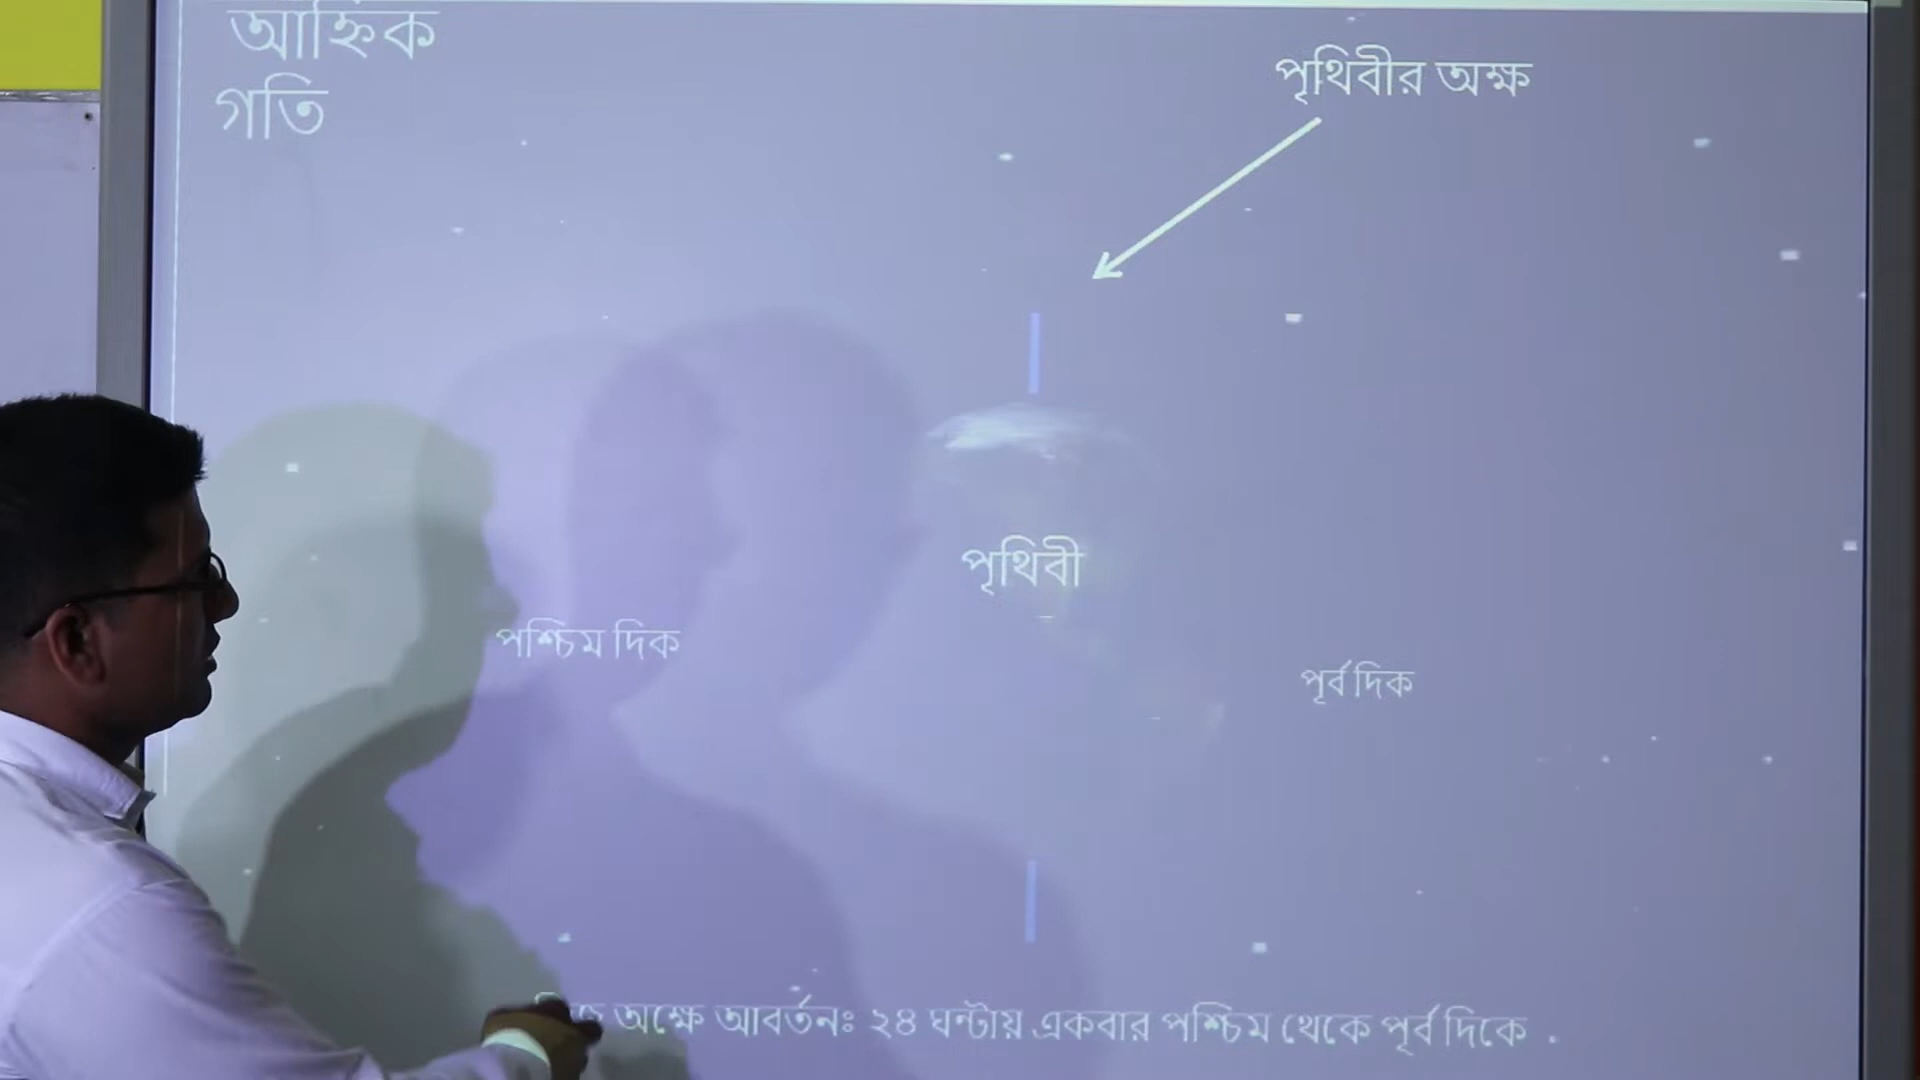 আহ্নিক
গতি
পৃথিবীর অক্ষ
পৃথিবী
পশ্চিম দিক
পূর্ব দিক
অক্ষে আবর্তনঃ ২৪ ঘন্টায় একবার পশ্চিম থেকে পূর্ব দিকে .